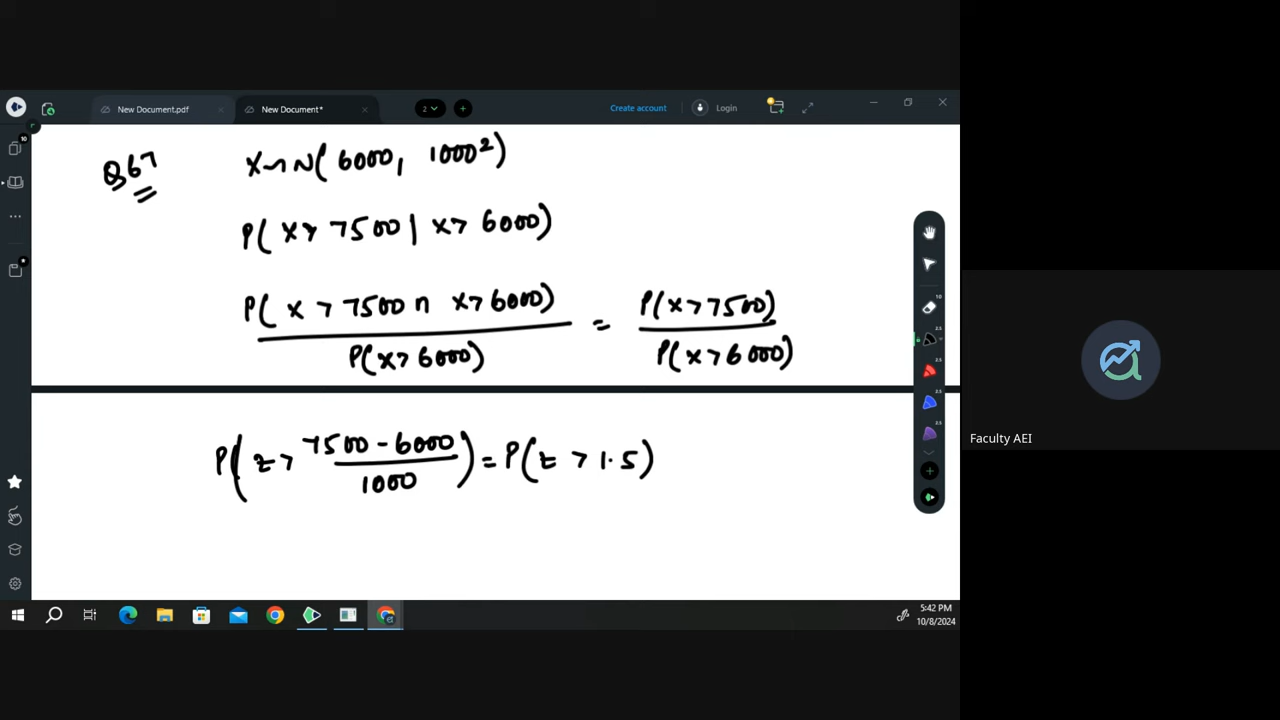 New Document.pdf × New Document* × 2 + Create account Login
Q67 X~N(6000, 1000²)
P(X > 7500 | X > 6000)
P(X > 7500 ∩ X > 6000) / P(X > 6000) = P(X > 7500) / P(X > 6000)
P(Z > 7500 - 6000 / 1000) = P(Z > 1.5)
Faculty AEI
5:42 PM
10/8/2024